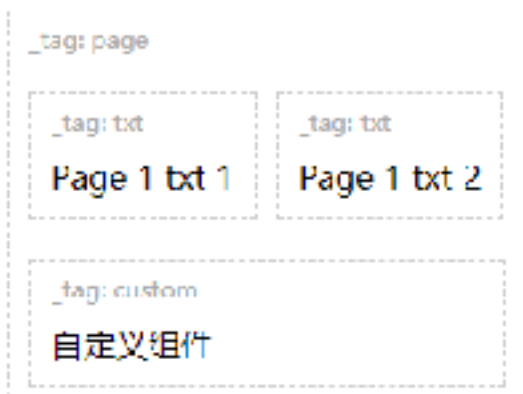 _tag: page
_tag: txt
_tag: txt
Page 1 txt 1
Page 1 txt 2
_tag: custom
自定义组件